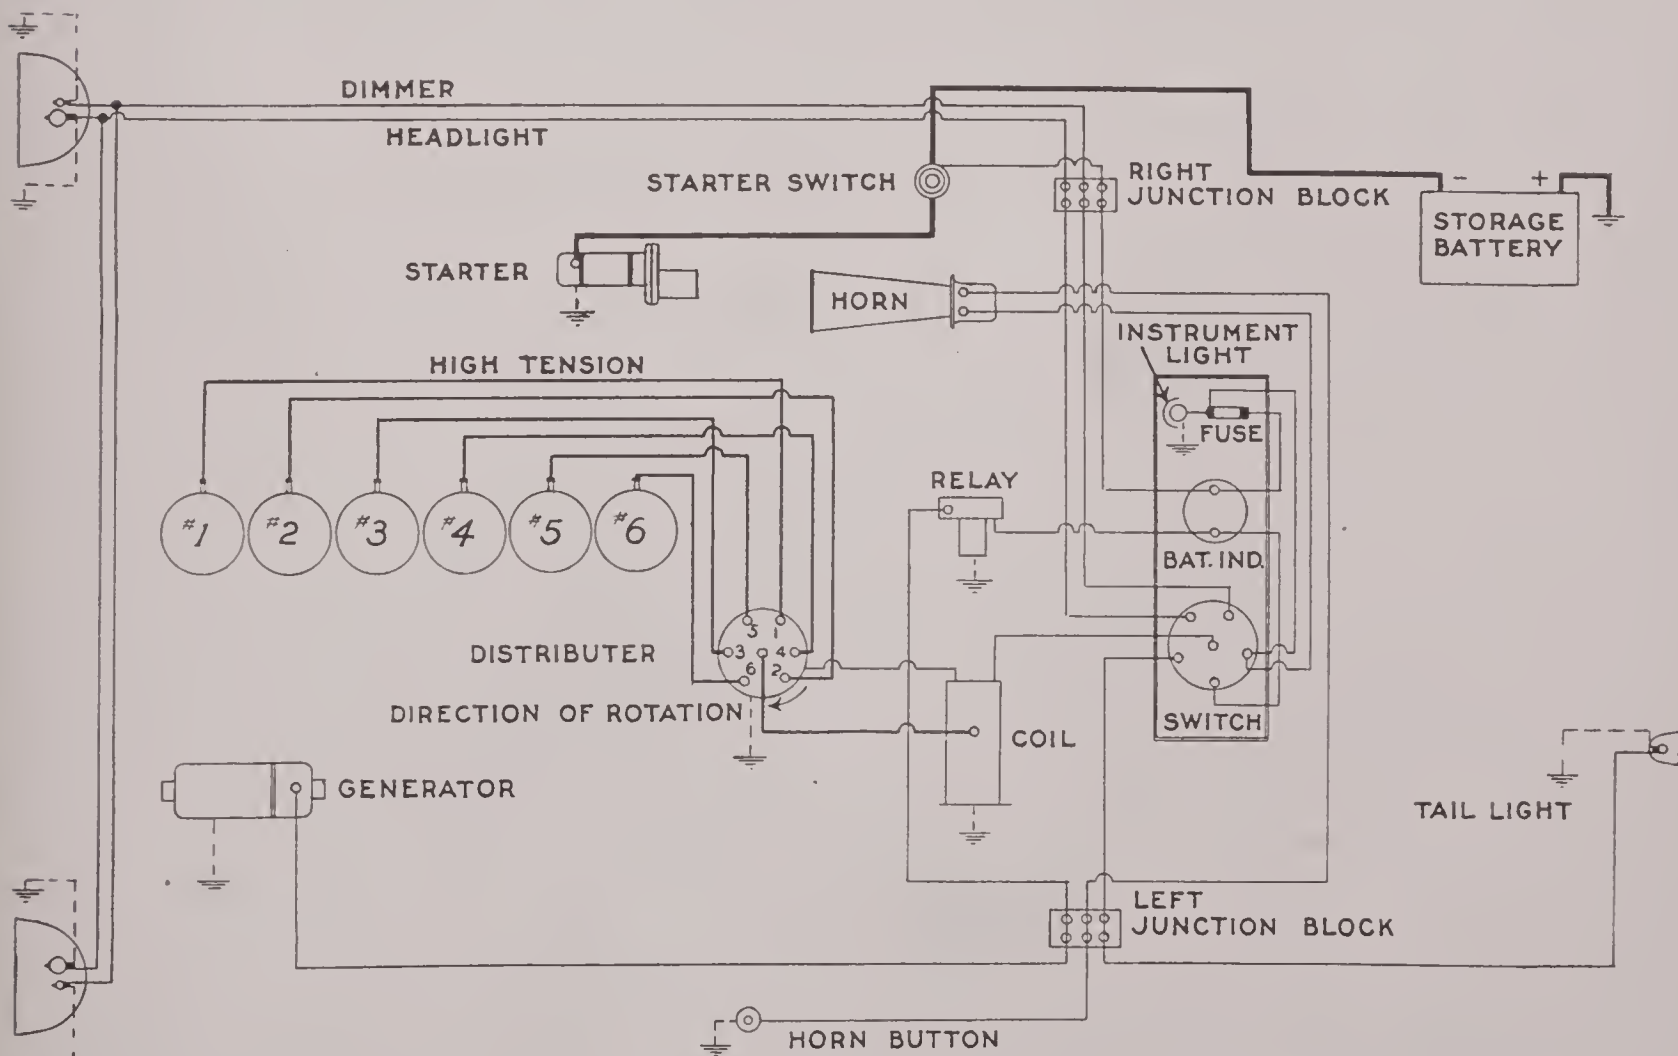 DIMMER
HEADLIGHT
STARTER SWITCH
RIGHT
JUNCTION BLOCK
- +
STORAGE
BATTERY
STARTER
HORN
INSTRUMENT
LIGHT
HIGH TENSION
FUSE
RELAY
#1 #2 #3 #4 #5 #6
BAT. IND.
5 1
3 4
6 2
DISTRIBUTER
DIRECTION OF ROTATION
SWITCH
COIL
GENERATOR
TAIL LIGHT
LEFT
JUNCTION BLOCK
HORN BUTTON